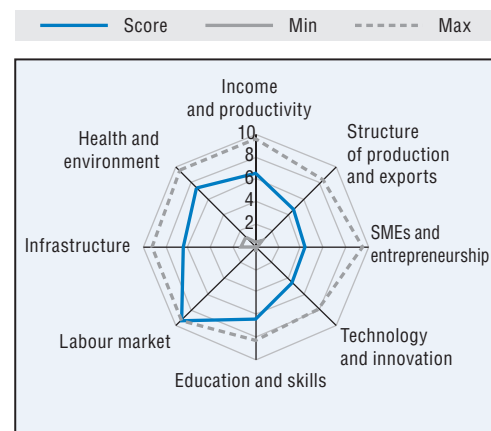 Score Min Max
Income
and productivity
Structure
of production
and exports
SMEs and
entrepreneurship
Technology
and innovation
Education and skills
Labour market
Infrastructure
Health and
environment
10
8
6
4
2